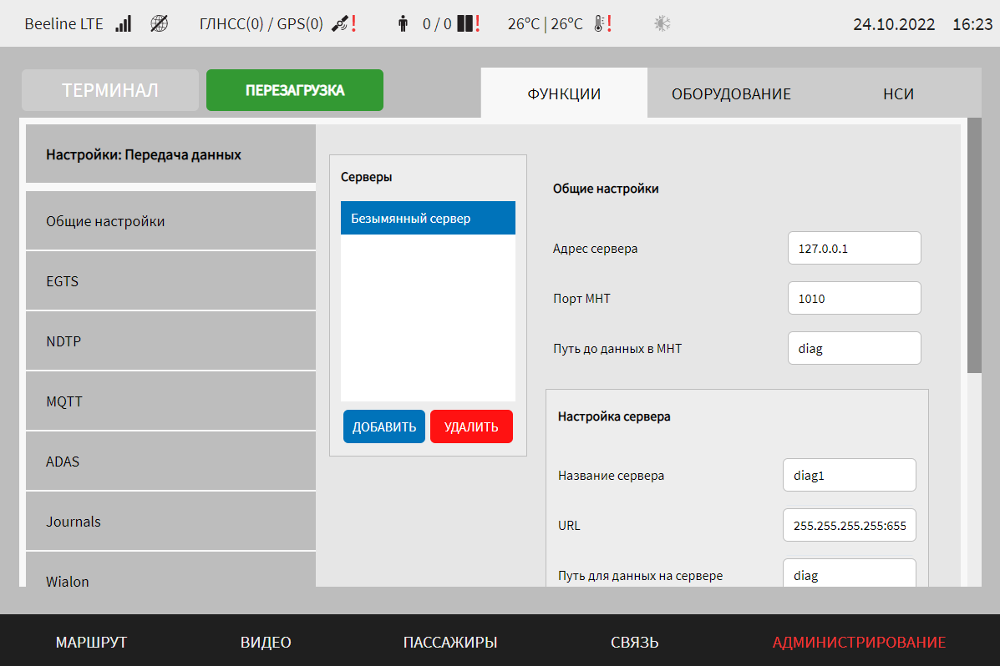 Beeline LTE ГЛНСС(0) / GPS(0) 0 / 0 26°C | 26°C 24.10.2022 16:23
ТЕРМИНАЛ ПЕРЕЗАГРУЗКА ФУНКЦИИ ОБОРУДОВАНИЕ НСИ
Настройки: Передача данных
Общие настройки
EGTS
NDTP
MQTT
ADAS
Journals
Wialon
Серверы
Безымянный сервер
ДОБАВИТЬ УДАЛИТЬ
Общие настройки
Адрес сервера 127.0.0.1
Порт МНТ 1010
Путь до данных в МНТ diag
Настройка сервера
Название сервера diag1
URL 255.255.255.255:655
Путь для данных на сервере diag
МАРШРУТ ВИДЕО ПАССАЖИРЫ СВЯЗЬ АДМИНИСТРИРОВАНИЕ